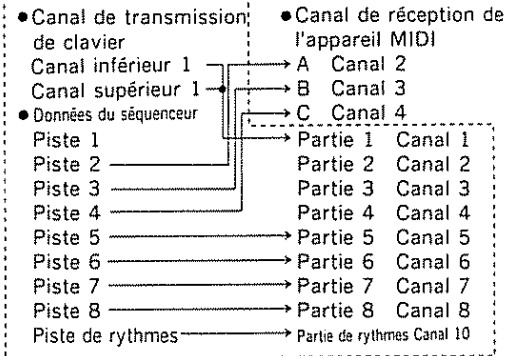 ● Canal de transmission
de clavier
Canal inférieur 1
Canal supérieur 1
● Données du séquenceur
Piste 1
Piste 2
Piste 3
Piste 4
Piste 5
Piste 6
Piste 7
Piste 8
Piste de rythmes
● Canal de réception de
l'appareil MIDI
A Canal 2
B Canal 3
C Canal 4
Partie 1 Canal 1
Partie 2 Canal 2
Partie 3 Canal 3
Partie 4 Canal 4
Partie 5 Canal 5
Partie 6 Canal 6
Partie 7 Canal 7
Partie 8 Canal 8
Partie de rythmes Canal 10